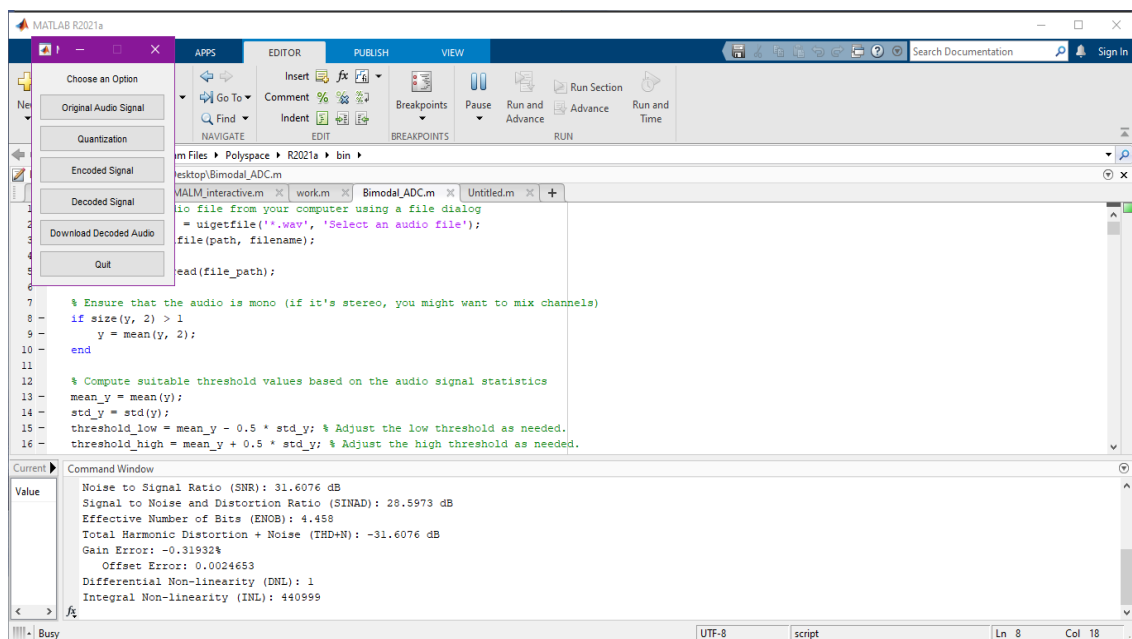 MATLAB R2021a
APPS
EDITOR
PUBLISH
VIEW
Search Documentation
Sign In
Choose an Option
Original Audio Signal
Quantization
Encoded Signal
Decoded Signal
Download Decoded Audio
Quit
Go To
Find
NAVIGATE
Insert
fx
Comment
Indent
EDIT
Breakpoints
BREAKPOINTS
Pause
Run and
Advance
Run Section
Advance
Run and
Time
RUN
R2021a
Polyspace
bin
esktop\Bimodal_ADC.m
MALM_interactive.m
work.m
Bimodal_ADC.m
Untitled.m
io file from your computer using a file dialog
= uigetfile('*.wav', 'Select an audio file');
file(path, filename);
ead(file_path);
7 % Ensure that the audio is mono (if it's stereo, you might want to mix channels)
8 – if size(y, 2) > 1
9 – y = mean(y, 2);
10 – end
11
12 % Compute suitable threshold values based on the audio signal statistics
13 – mean_y = mean(y);
14 – std_y = std(y);
15 – threshold_low = mean_y - 0.5 * std_y; % Adjust the low threshold as needed.
16 – threshold_high = mean_y + 0.5 * std_y; % Adjust the high threshold as needed.
Current
Value
Command Window
Noise to Signal Ratio (SNR): 31.6076 dB
Signal to Noise and Distortion Ratio (SINAD): 28.5973 dB
Effective Number of Bits (ENOB): 4.458
Total Harmonic Distortion + Noise (THD+N): -31.6076 dB
Gain Error: -0.31932%
Offset Error: 0.0024653
Differential Non-linearity (DNL): 1
Integral Non-linearity (INL): 440999
fx
Busy
UTF-8
script
Ln 8
Col 18